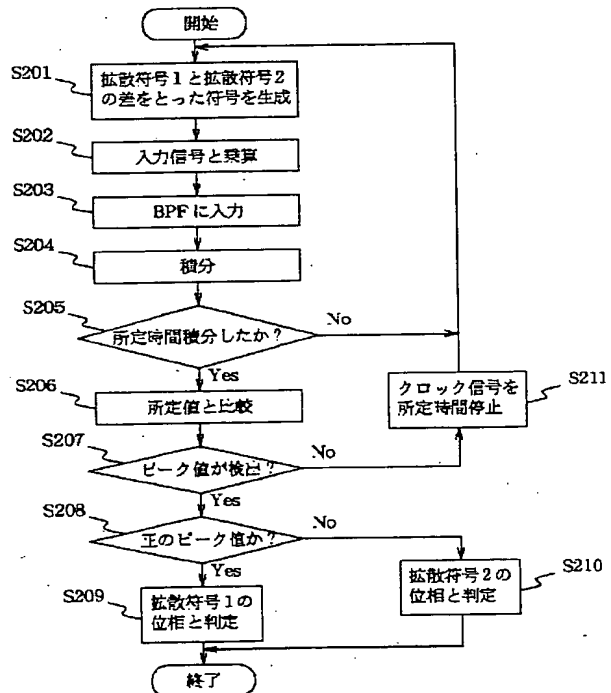 開始
S201
拡散符号1と拡散符号2
の差をとった符号を生成
S202
入力信号と乗算
S203
BPFに入力
S204
積分
S205
所定時間積分したか?
No
Yes
S206
所定値と比較
S211
クロック信号を
所定時間停止
S207
ピーク値が検出?
No
Yes
S208
正のピーク値か?
No
Yes
S209
拡散符号1の
位相と判定
S210
拡散符号2の
位相と判定
終了